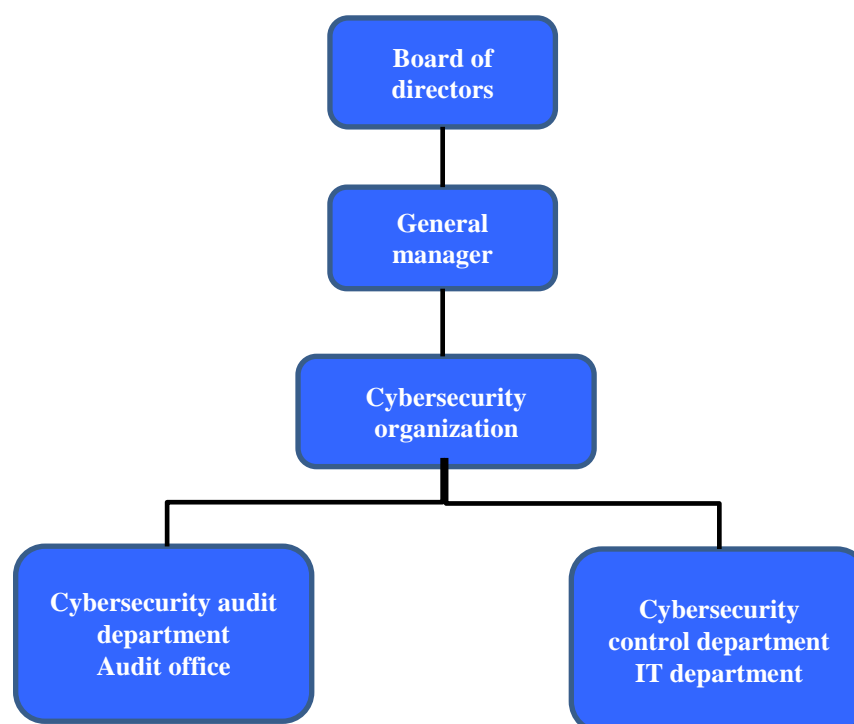 Board of
directors
General
manager
Cybersecurity
organization
Cybersecurity audit
department
Audit office
Cybersecurity
control department
IT department